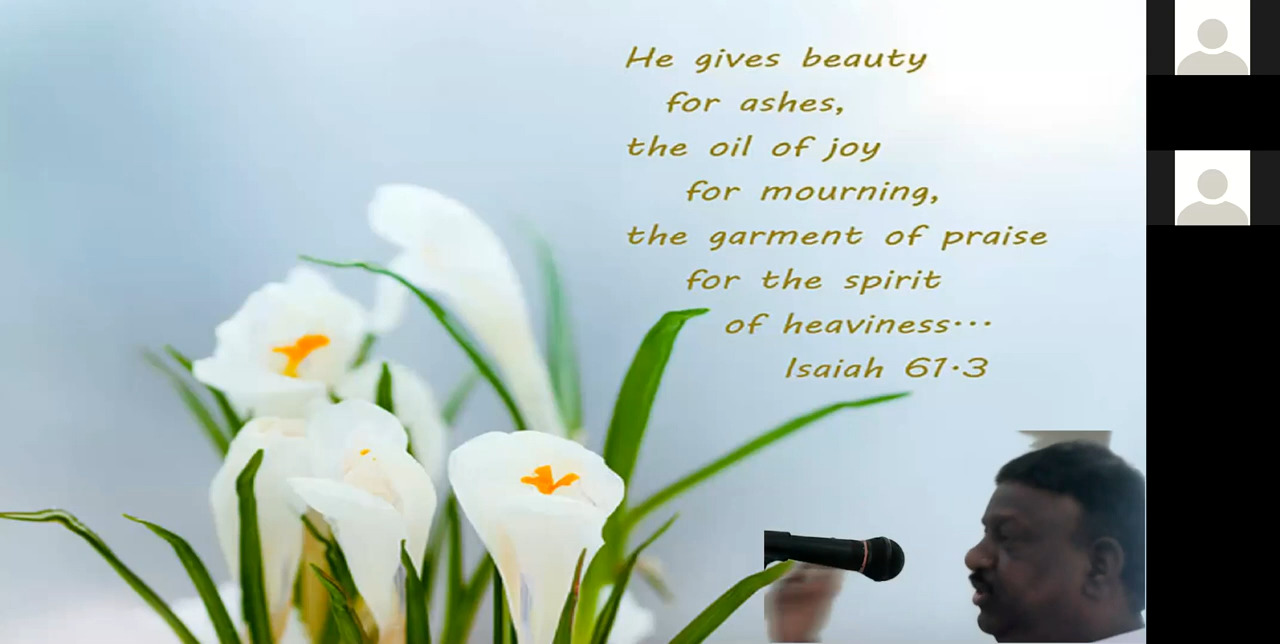 He gives beauty
for ashes,
the oil of joy
for mourning,
the garment of praise
for the spirit
of heaviness···
Isaiah 61·3